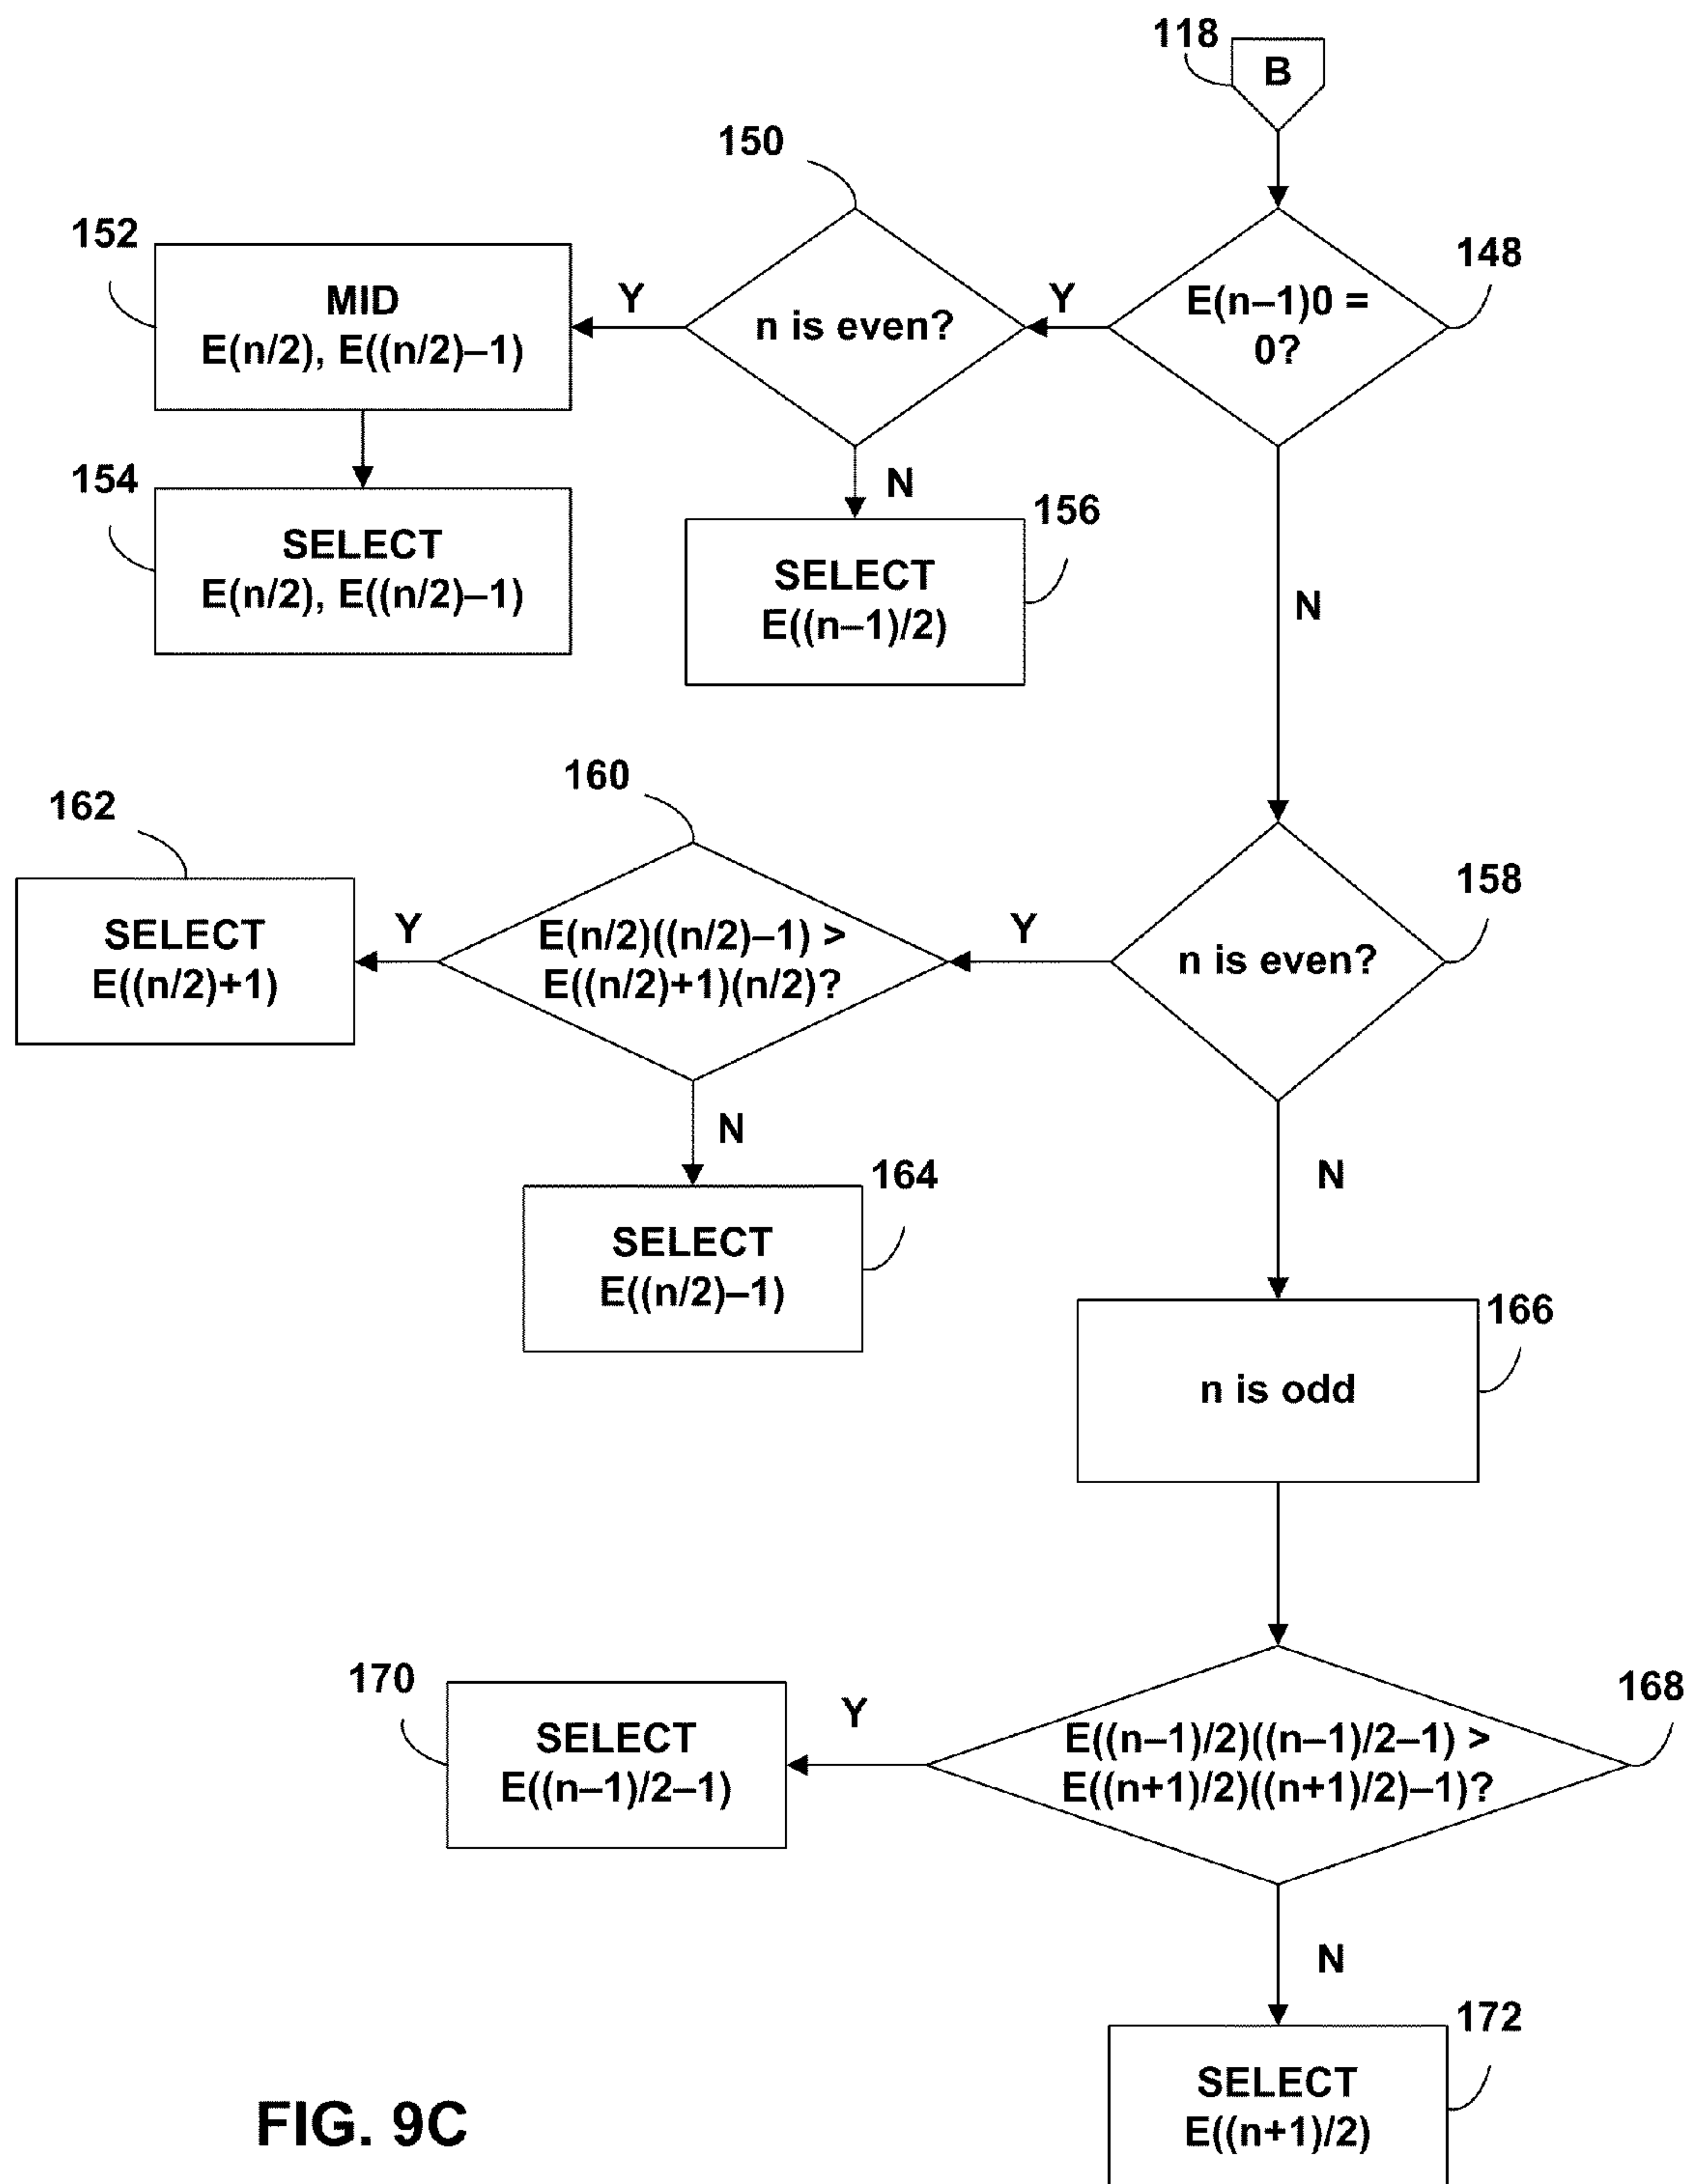 118
B
150
152
148
MID
E(n/2), E((n/2)–1)
Y
n is even?
Y
E(n–1)0 =
0?
154
SELECT
E(n/2), E((n/2)–1)
N
156
SELECT
E((n–1)/2)
N
160
162
158
SELECT
E((n/2)+1)
Y
E(n/2)((n/2)–1) >
E((n/2)+1)(n/2)?
Y
n is even?
N
164
SELECT
E((n/2)–1)
N
166
n is odd
170
168
SELECT
E((n–1)/2–1)
Y
E((n–1)/2)((n–1)/2–1) >
E((n+1)/2)((n+1)/2)–1)?
N
172
SELECT
E((n+1)/2)
FIG. 9C